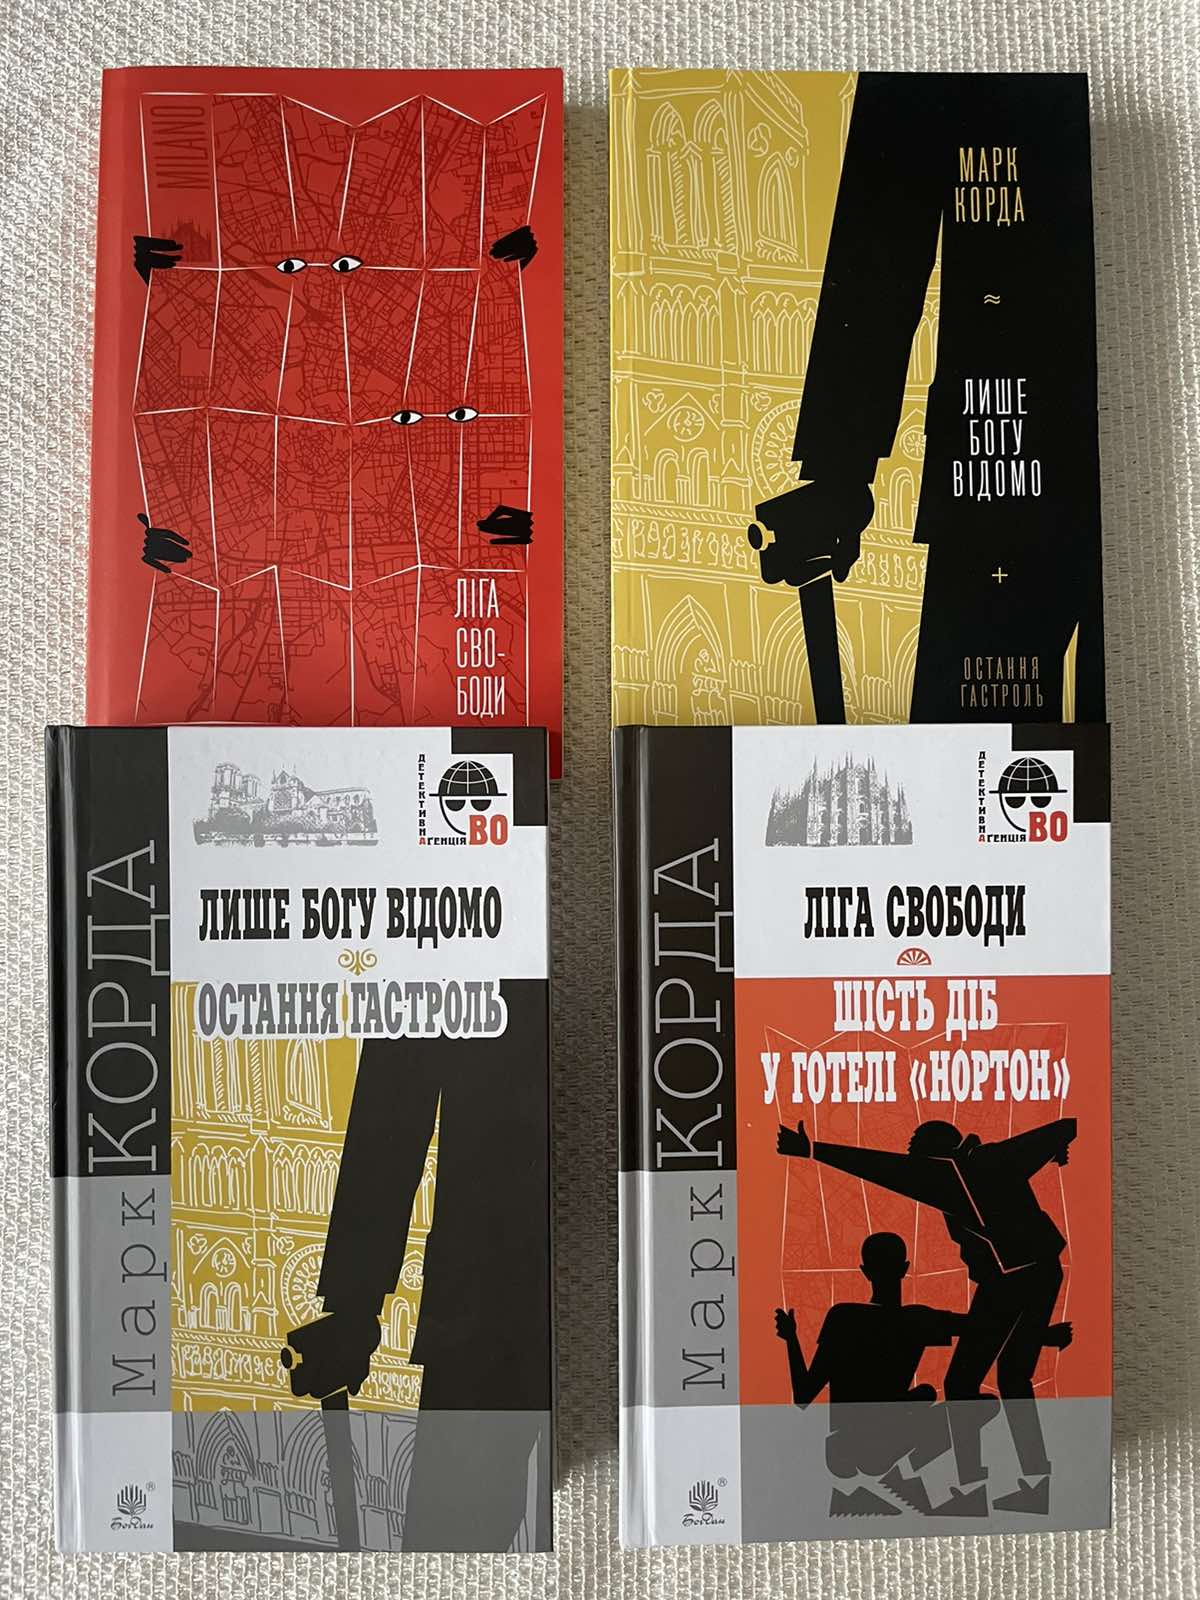 MILANO
ЛІГА
СВО-
БОДИ
МАРК
КОРДА
≈
ЛИШЕ
БОГУ
ВІДОМО
+
ОСТАННЯ
ГАСТРОЛЬ
Марк КОРДА
ДЕТЕКТИВНА
АГЕНЦІЯ ВО
ЛИШЕ БОГУ ВІДОМО
ОСТАННЯ ГАСТРОЛЬ
Богдан
®
Марк КОРДА
ДЕТЕКТИВНА
АГЕНЦІЯ ВО
ЛІГА СВОБОДИ
ШІСТЬ ДІБ
У ГОТЕЛІ «НОРТОН»
Богдан
®